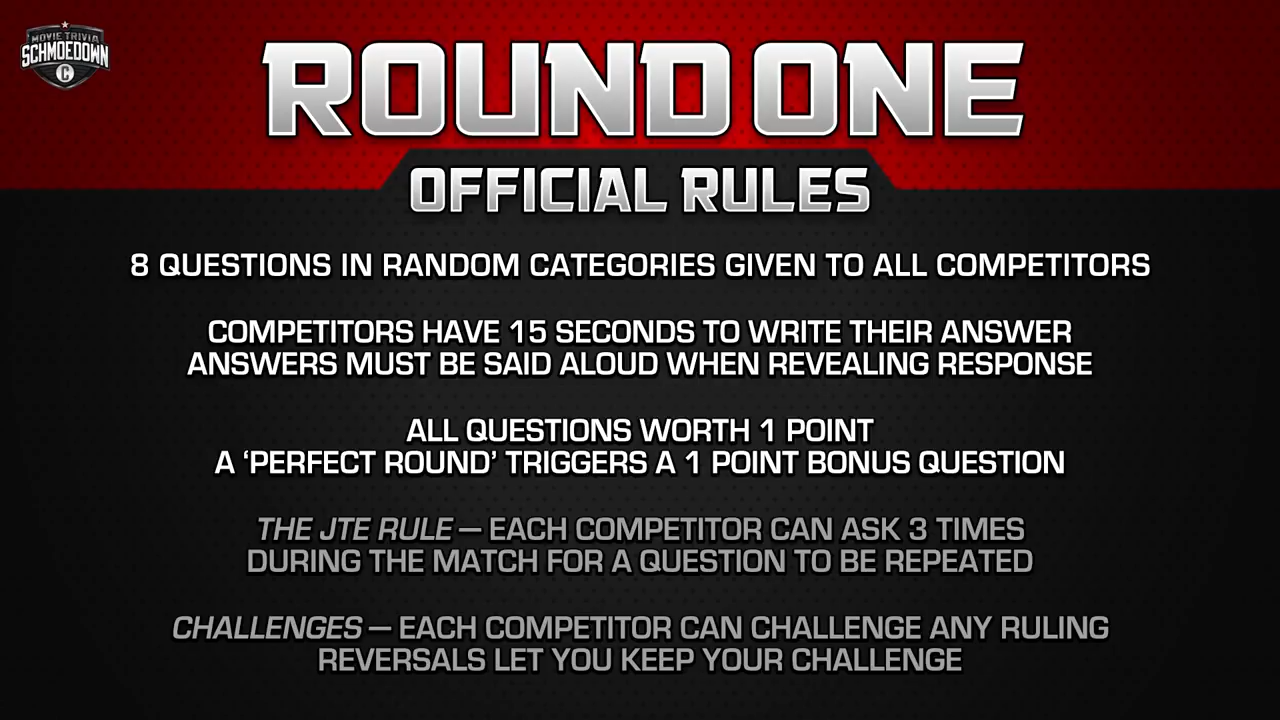 MOVIE TRIVIA
SCHMOEDOWN
C
ROUND ONE
OFFICIAL RULES
8 QUESTIONS IN RANDOM CATEGORIES GIVEN TO ALL COMPETITORS
COMPETITORS HAVE 15 SECONDS TO WRITE THEIR ANSWER
ANSWERS MUST BE SAID ALOUD WHEN REVEALING RESPONSE
ALL QUESTIONS WORTH 1 POINT
A ‘PERFECT ROUND’ TRIGGERS A 1 POINT BONUS QUESTION
THE JTE RULE – EACH COMPETITOR CAN ASK 3 TIMES
DURING THE MATCH FOR A QUESTION TO BE REPEATED
CHALLENGES – EACH COMPETITOR CAN CHALLENGE ANY RULING
REVERSALS LET YOU KEEP YOUR CHALLENGE